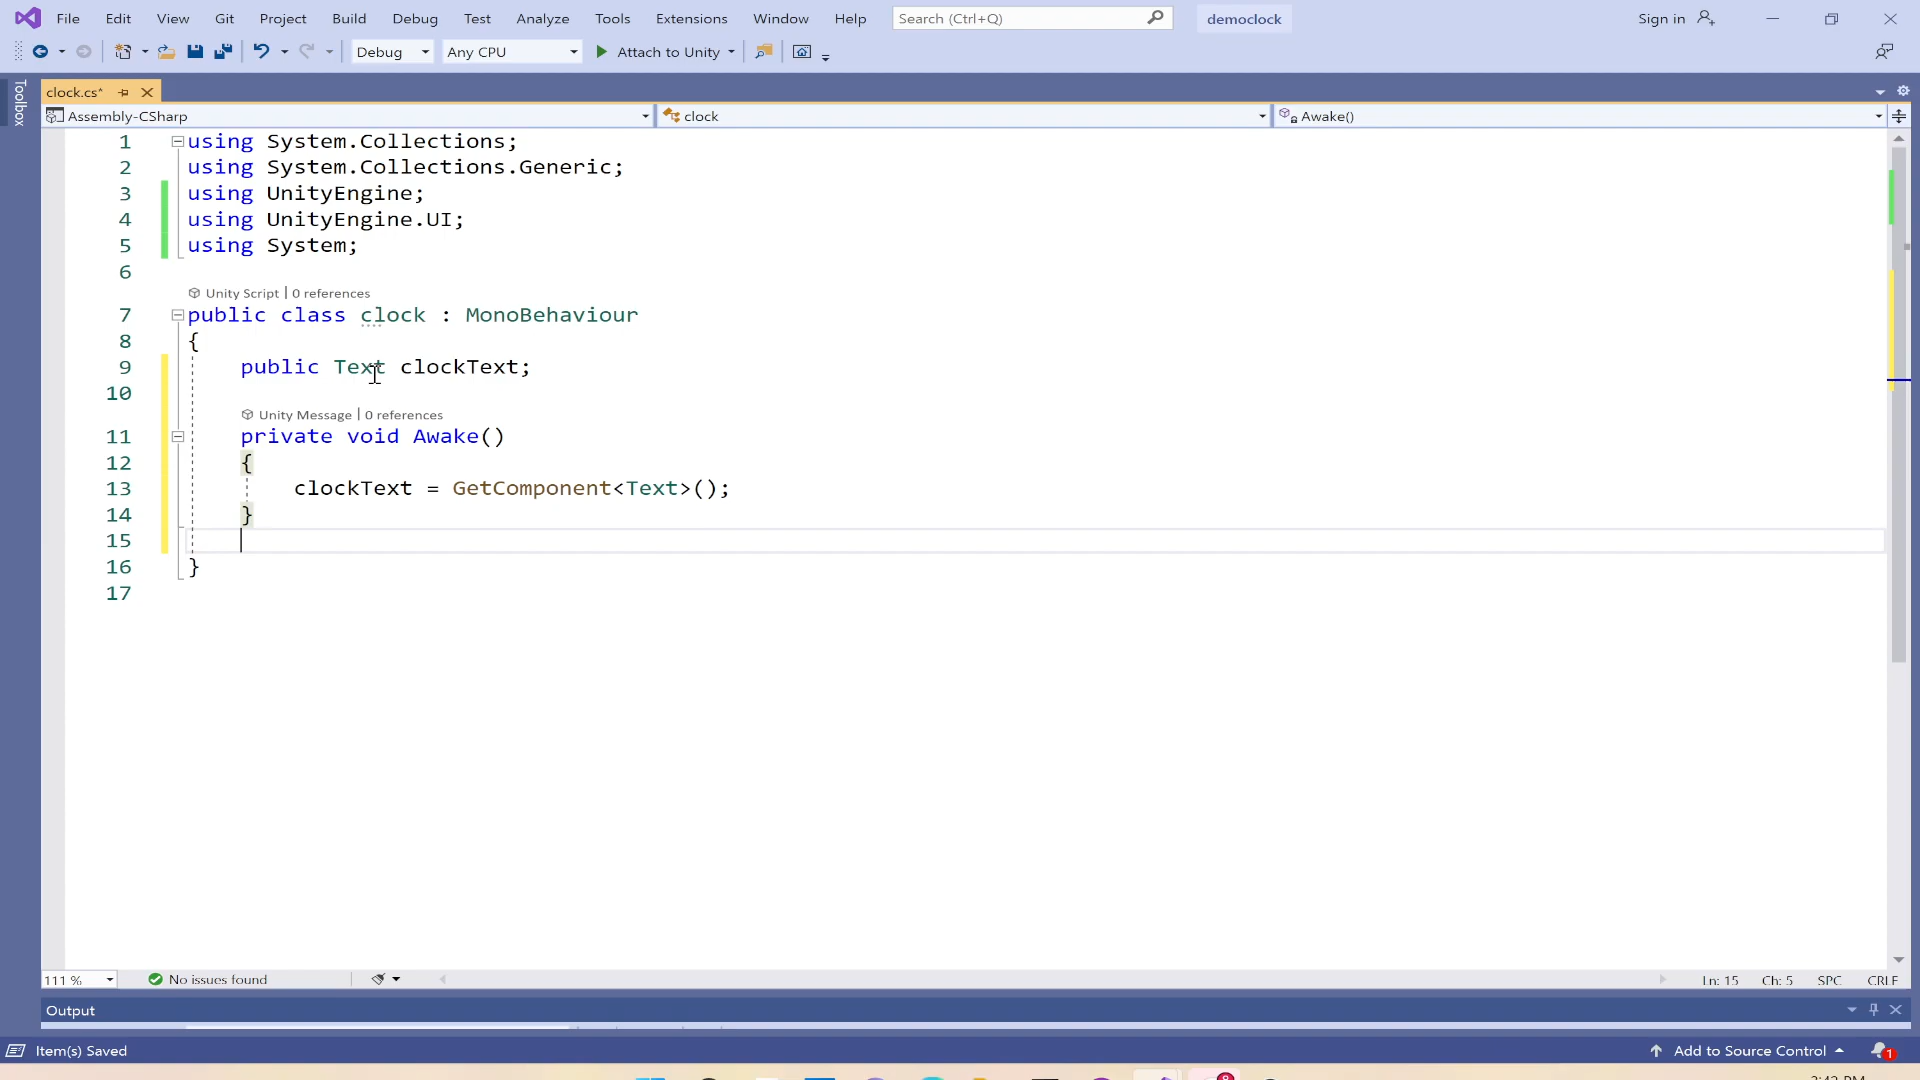 File Edit View Git Project Build Debug Test Analyze Tools Extensions Window Help Search (Ctrl+Q) democlock Sign in
Debug Any CPU Attach to Unity
Toolbox
clock.cs*
Assembly-CSharp clock Awake()
1 using System.Collections;
2 using System.Collections.Generic;
3 using UnityEngine;
4 using UnityEngine.UI;
5 using System;
6
Unity Script | 0 references
7 public class clock : MonoBehaviour
8 {
9 public Text clockText;
10
Unity Message | 0 references
11 private void Awake()
12 {
13 clockText = GetComponent<Text>();
14 }
15
16 }
17
111 % No issues found Ln: 15 Ch: 5 SPC CRLF
Output
Item(s) Saved Add to Source Control 1